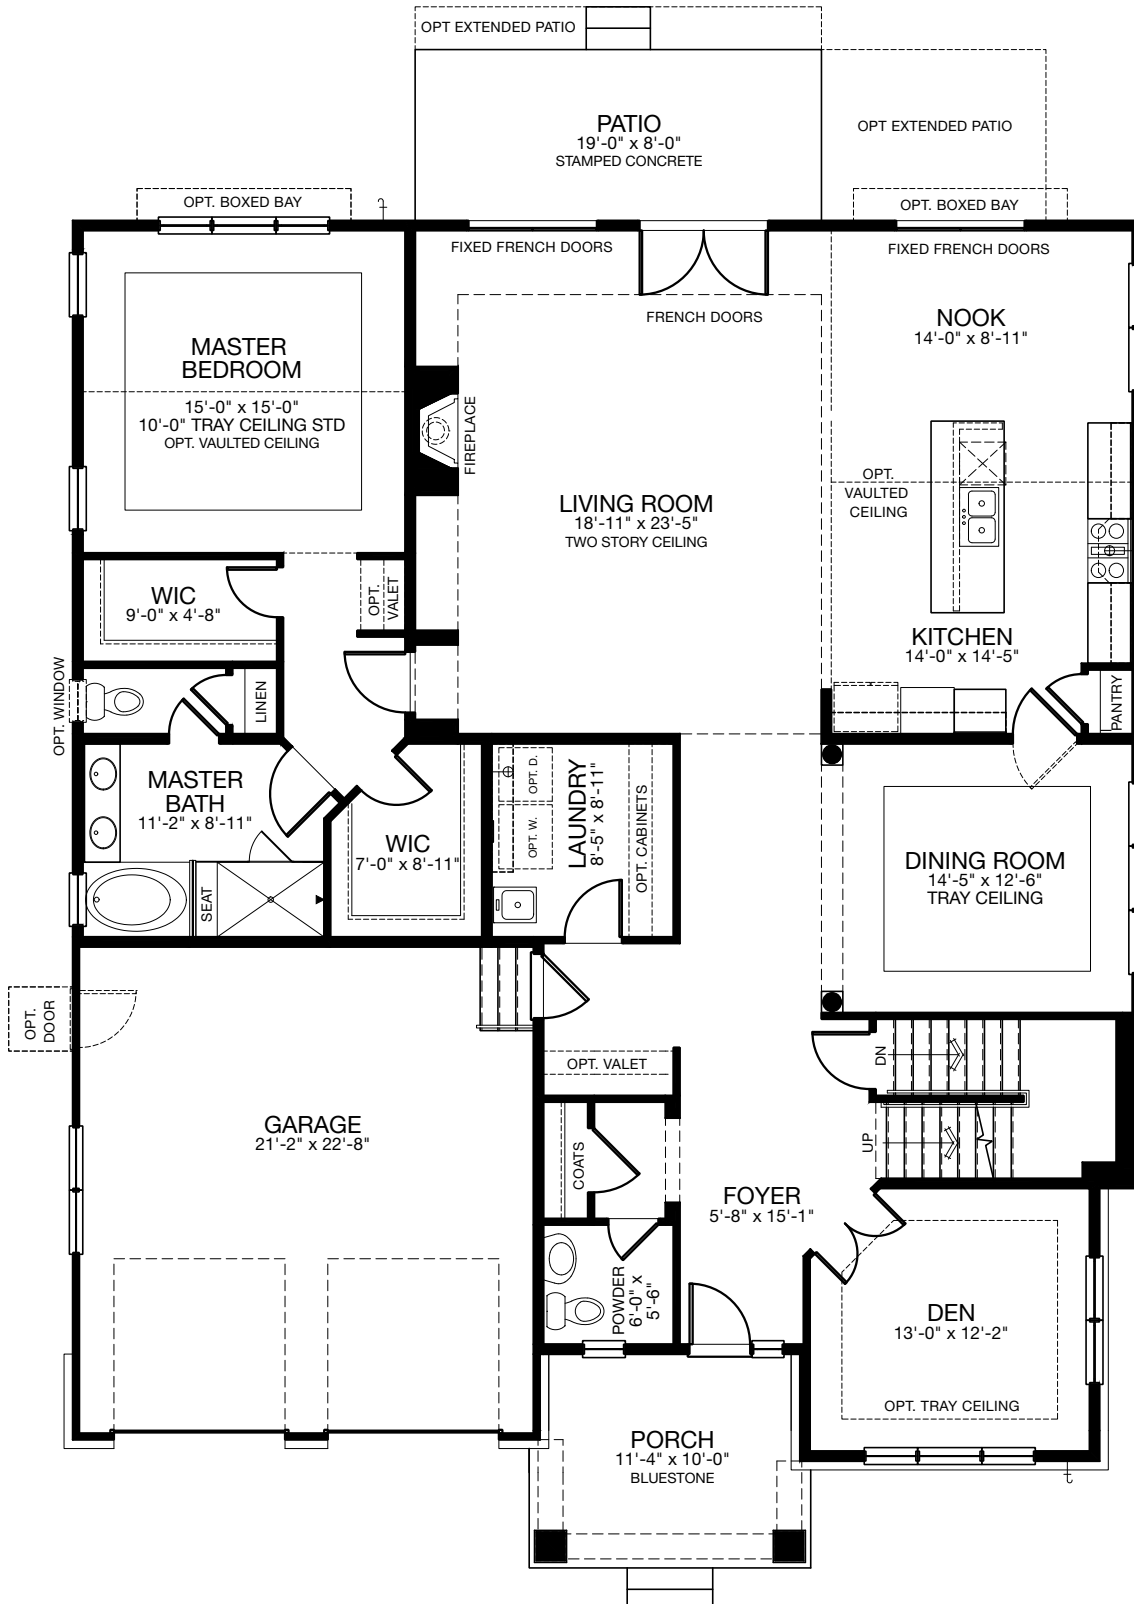 OPT EXTENDED PATIO
PATIO
19'-0" x 8'-0"
STAMPED CONCRETE
OPT EXTENDED PATIO
OPT. BOXED BAY
OPT. BOXED BAY
FIXED FRENCH DOORS
FIXED FRENCH DOORS
FRENCH DOORS
NOOK
14'-0" x 8'-11"
MASTER
BEDROOM
15'-0" x 15'-0"
10'-0" TRAY CEILING STD
OPT. VAULTED CEILING
FIREPLACE
LIVING ROOM
18'-11" x 23'-5"
TWO STORY CEILING
OPT.
VAULTED
CEILING
WIC
9'-0" x 4'-8"
OPT.
VALET
KITCHEN
14'-0" x 14'-5"
OPT. WINDOW
LINEN
PANTRY
MASTER
BATH
11'-2" x 8'-11"
WIC
7'-0" x 8'-11"
OPT. D.
OPT. W.
LAUNDRY
8'-5" x 8'-11"
OPT. CABINETS
DINING ROOM
14'-5" x 12'-6"
TRAY CEILING
SEAT
OPT.
DOOR
DN
OPT. VALET
GARAGE
21'-2" x 22'-8"
UP
COATS
FOYER
5'-8" x 15'-1"
POWDER
6'-0" x
5'-6"
DEN
13'-0" x 12'-2"
OPT. TRAY CEILING
PORCH
11'-4" x 10'-0"
BLUESTONE